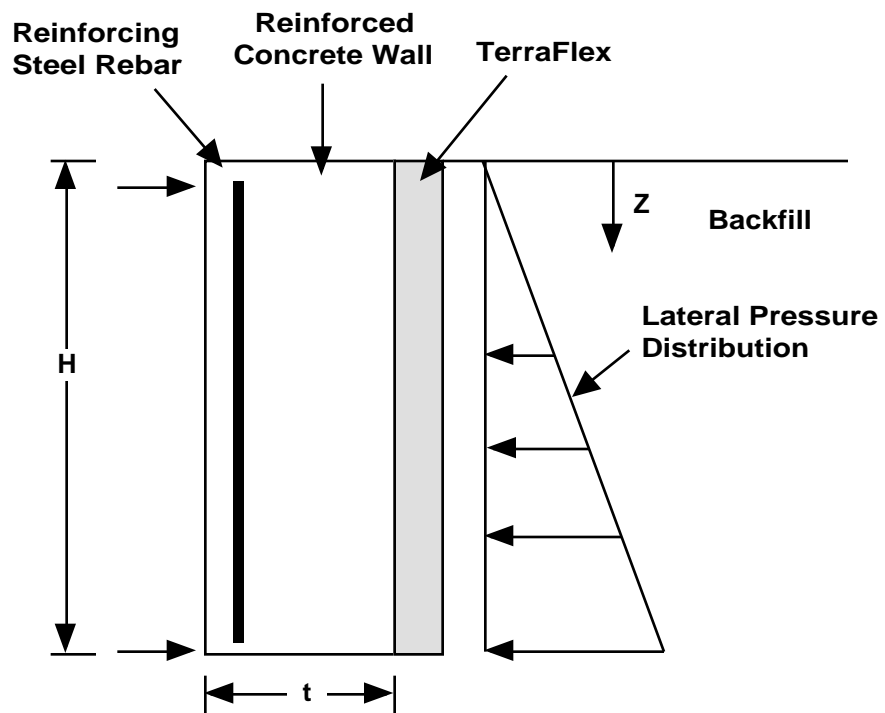 Reinforcing
Steel Rebar
Reinforced
Concrete Wall
TerraFlex
Z
Backfill
Lateral Pressure
Distribution
H
t